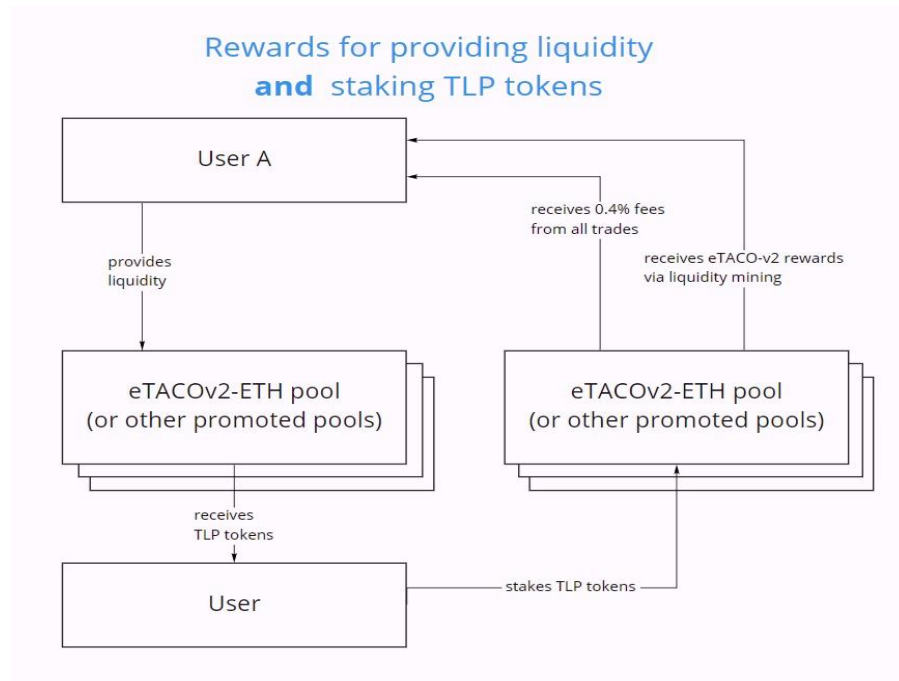 Rewards for providing liquidity
and staking TLP tokens
User A
receives 0.4% fees
from all trades
provides
liquidity
receives eTACO-v2 rewards
via liquidity mining
eTACOv2-ETH pool
(or other promoted pools)
eTACOv2-ETH pool
(or other promoted pools)
receives
TLP tokens
stakes TLP tokens
User